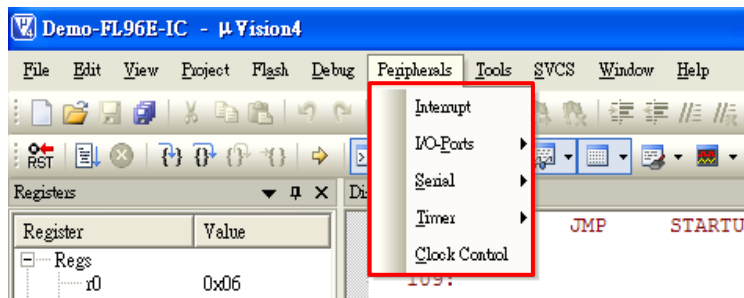 Demo-FL96E-IC - µVision4
File Edit View Project Flash Debug Peripherals Tools SVCS Window Help
Interrupt
I/O-Ports
RST
Serial
Registers
Timer
Register Value
JMP STARTU
Regs
Clock Control
r0 0x06
109: